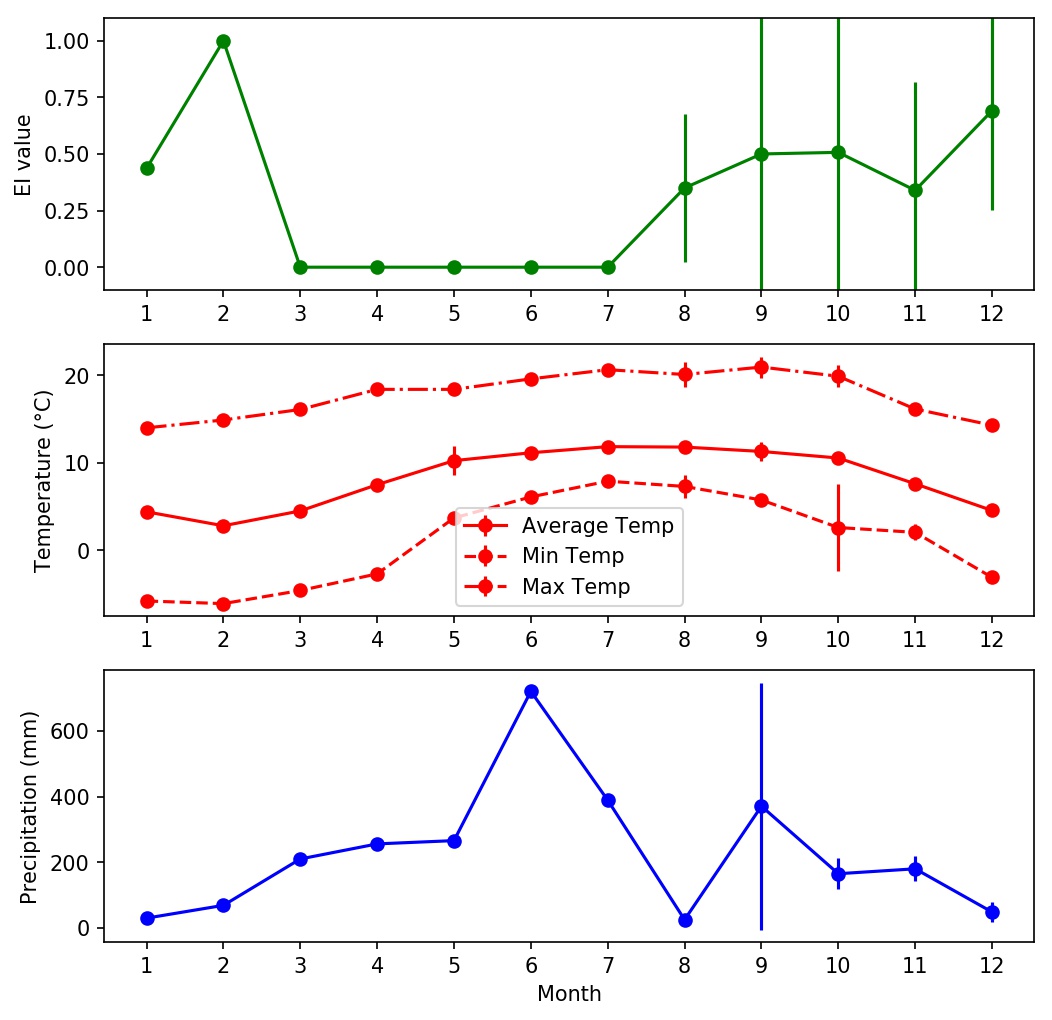 EI value
1.00
0.75
0.50
0.25
0.00
1 2 3 4 5 6 7 8 9 10 11 12
Temperature (°C)
20
10
0
Average Temp
Min Temp
Max Temp
1 2 3 4 5 6 7 8 9 10 11 12
Precipitation (mm)
600
400
200
0
1 2 3 4 5 6 7 8 9 10 11 12
Month